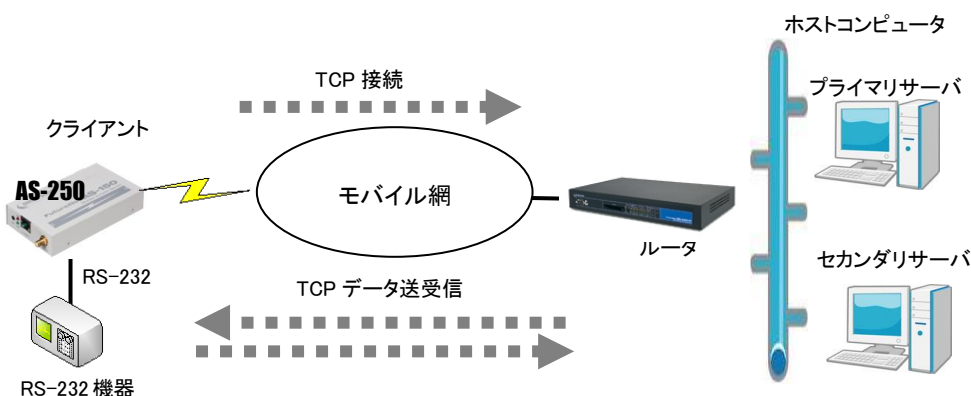 ホストコンピュータ
TCP 接続
プライマリサーバ
クライアント
AS-250
モバイル網
ルータ
セカンダリサーバ
RS-232
TCP データ送受信
RS-232 機器